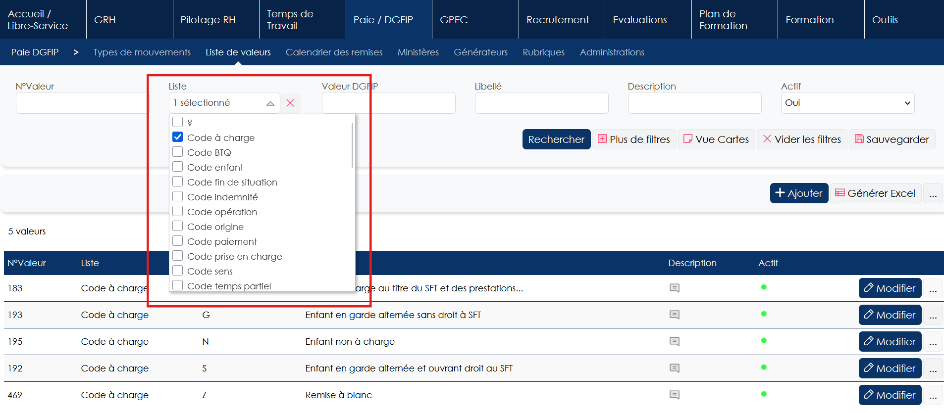 Accueil /
Libre-Service
GRH
Pilotage RH
Temps de
Travail
Paie / DGFIP
GPEC
Recrutement
Evaluations
Plan de
Formation
Formation
Outils
Paie DGFIP > Types de mouvements Liste de valeurs Calendrier des remises Ministères Générateurs Rubriques Administrations
N°Valeur Liste Valeur DGFIP Libellé Description Actif
1 sélectionné Oui
Code à charge
Code BTQ
Code enfant
Code fin de situation
Code indemnité
Code opération
Code origine
Code paiement
Code prise en charge
Code sens
Code temps partiel
Rechercher Plus de filtres Vue Cartes Vider les filtres Sauvegarder
Ajouter Générer Excel ...
5 valeurs
N°Valeur Liste Description Actif
183 Code à charge arge au titre du SFT et des prestations... Modifier ...
193 Code à charge G Enfant en garde alternée sans droit à SFT Modifier ...
195 Code à charge N Enfant non à charge Modifier ...
192 Code à charge S Enfant en garde alternée et ouvrant droit au SFT Modifier ...
469 Code à charge Z Remise à blanc Modifier ...